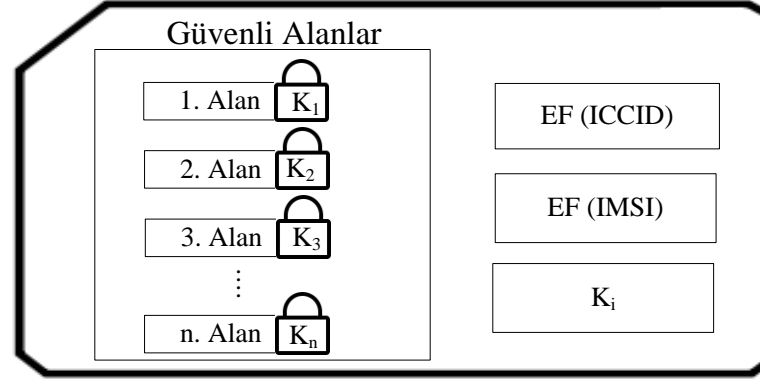 Güvenli Alanlar
1. Alan K₁
2. Alan K₂
3. Alan K₃
⋮
n. Alan Kₙ
EF (ICCID)
EF (IMSI)
Kᵢ